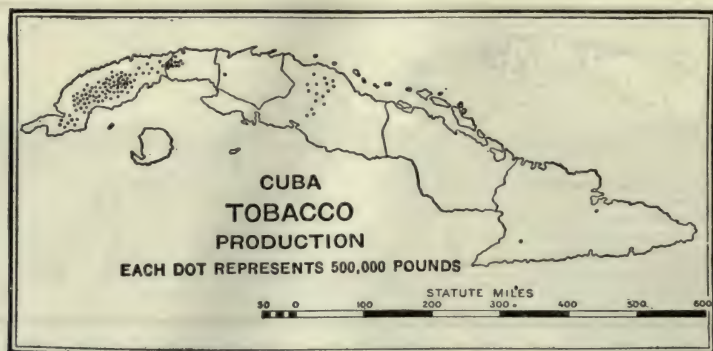 CUBA
TOBACCO
PRODUCTION
EACH DOT REPRESENTS 500,000 POUNDS
STATUTE MILES
50 0 100 200 300 400 500 600